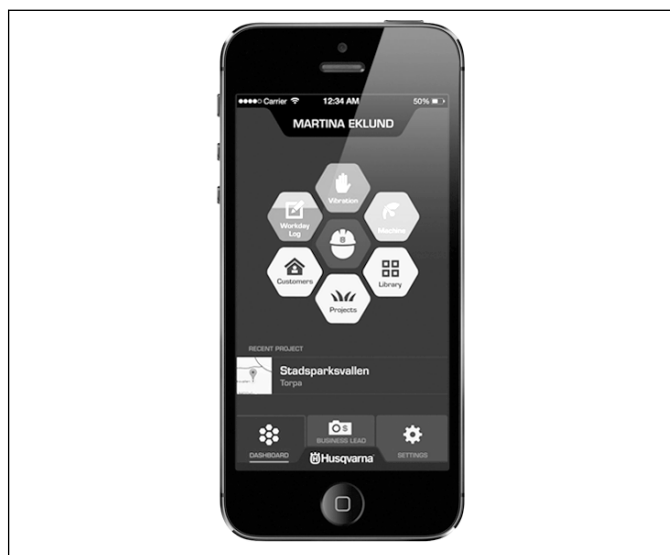 Carrier 12:34 AM 50%
MARTINA EKLUND
Vibration
Workday
Log
Machine
8
Customers
Library
Projects
RECENT PROJECT
Stadsparksvallen
Torpa
$
BUSINESS LEAD
DASHBOARD
Husqvarna
SETTINGS